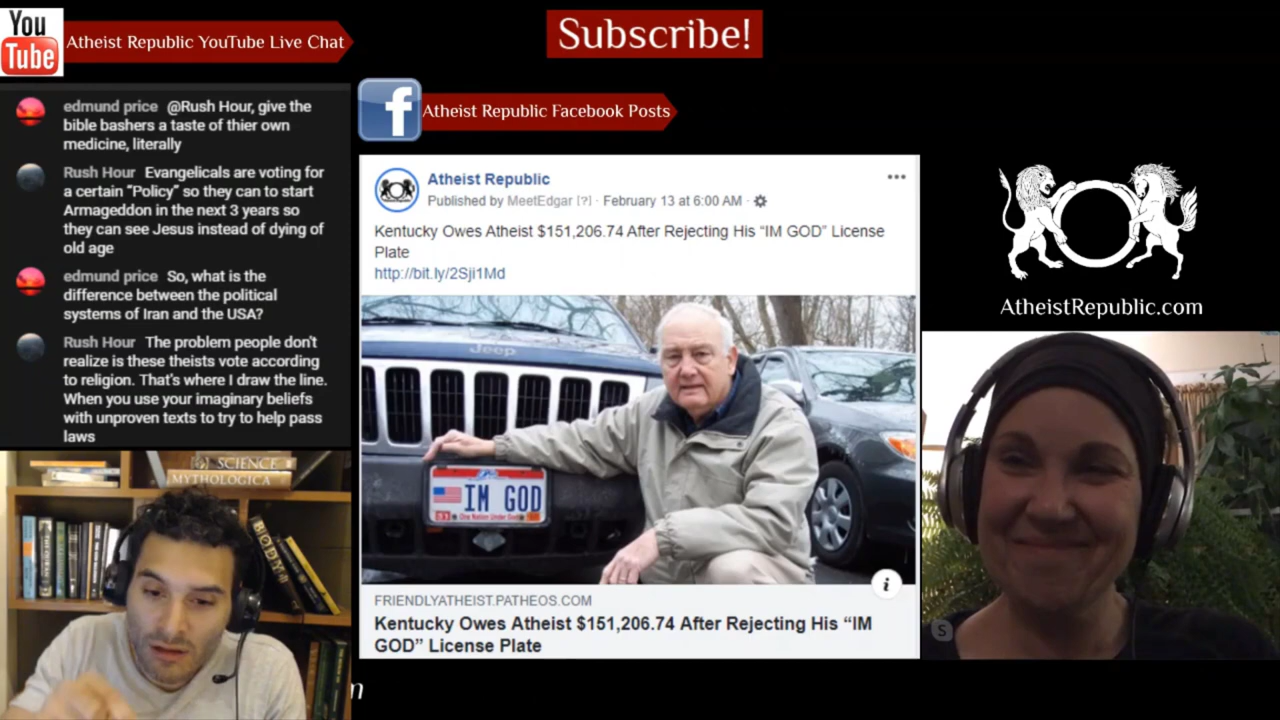 You
Tube
Atheist Republic YouTube Live Chat
Subscribe!
edmund price @Rush Hour, give the
bible bashers a taste of thier own
medicine, literally
Rush Hour Evangelicals are voting for
a certain “Policy” so they can to start
Armageddon in the next 3 years so
they can see Jesus instead of dying of
old age
edmund price So, what is the
difference between the political
systems of Iran and the USA?
Rush Hour The problem people don't
realize is these theists vote according
to religion. That's where I draw the line.
When you use your imaginary beliefs
with unproven texts to try to help pass
laws
f
Atheist Republic Facebook Posts
Atheist Republic
Published by MeetEdgar [?] · February 13 at 6:00 AM ·
Kentucky Owes Atheist $151,206.74 After Rejecting His “IM GOD” License
Plate
http://bit.ly/2Sji1Md
Jeep
IM GOD
One Nation Under God
i
FRIENDLYATHEIST.PATHEOS.COM
Kentucky Owes Atheist $151,206.74 After Rejecting His “IM
GOD” License Plate
AtheistRepublic.com
SCIENCE
MYTHOLOGICA
BODY
S
n